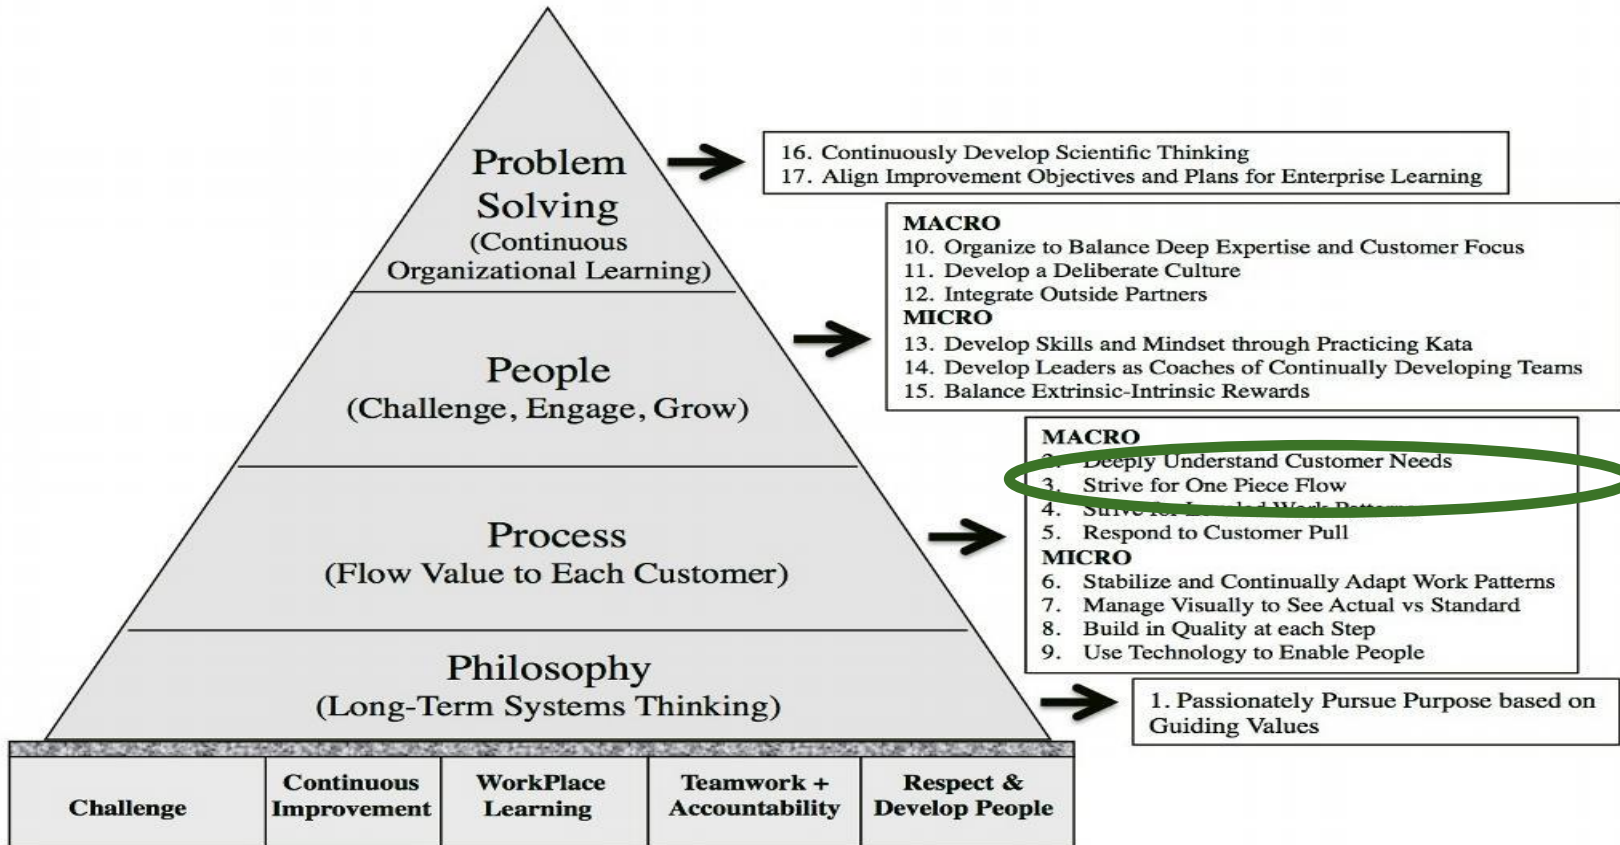 Problem
Solving
(Continuous
Organizational Learning)
16. Continuously Develop Scientific Thinking
17. Align Improvement Objectives and Plans for Enterprise Learning
People
(Challenge, Engage, Grow)
MACRO
10. Organize to Balance Deep Expertise and Customer Focus
11. Develop a Deliberate Culture
12. Integrate Outside Partners
MICRO
13. Develop Skills and Mindset through Practicing Kata
14. Develop Leaders as Coaches of Continually Developing Teams
15. Balance Extrinsic-Intrinsic Rewards
Process
(Flow Value to Each Customer)
MACRO
2. Deeply Understand Customer Needs
3. Strive for One Piece Flow
4. Strive for Leveled Work Patterns
5. Respond to Customer Pull
MICRO
6. Stabilize and Continually Adapt Work Patterns
7. Manage Visually to See Actual vs Standard
8. Build in Quality at each Step
9. Use Technology to Enable People
Philosophy
(Long-Term Systems Thinking)
1. Passionately Pursue Purpose based on
Guiding Values
Challenge
Continuous
Improvement
WorkPlace
Learning
Teamwork +
Accountability
Respect &
Develop People